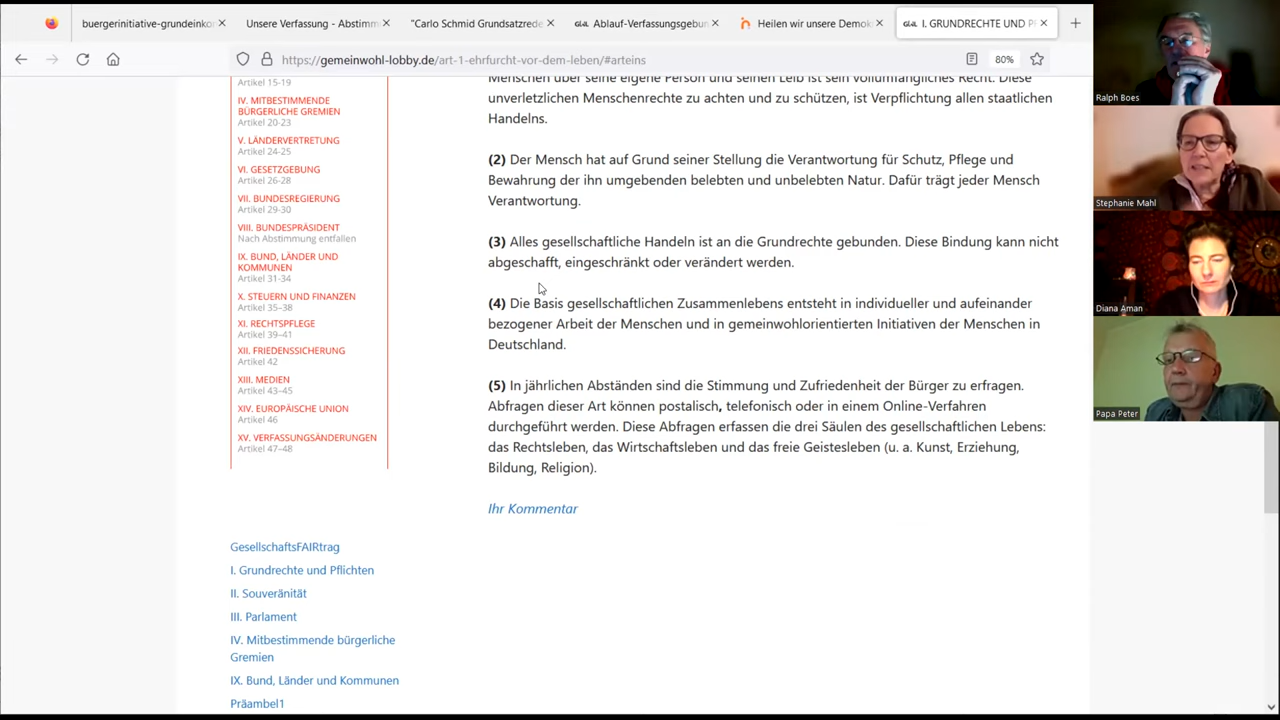 buergerinitiative-grundeinko
Unsere Verfassung - Abstimm
"Carlo Schmid Grundsatzrede
GWL Ablauf-Verfassungsgebun
Heilen wir unsere Demok
GWL I. GRUNDRECHTE UND P
https://gemeinwohl-lobby.de/art-1-ehrfurcht-vor-dem-leben/#arteins
80%
Artikel 15-19
IV. MITBESTIMMENDE
BÜRGERLICHE GREMIEN
Artikel 20-23
V. LÄNDERVERTRETUNG
Artikel 24-25
VI. GESETZGEBUNG
Artikel 26-28
VII. BUNDESREGIERUNG
Artikel 29-30
VIII. BUNDESPRÄSIDENT
Nach Abstimmung entfallen
IX. BUND, LÄNDER UND
KOMMUNEN
Artikel 31-34
X. STEUERN UND FINANZEN
Artikel 35–38
XI. RECHTSPFLEGE
Artikel 39–41
XII. FRIEDENSSICHERUNG
Artikel 42
XIII. MEDIEN
Artikel 43–45
XIV. EUROPÄISCHE UNION
Artikel 46
XV. VERFASSUNGSÄNDERUNGEN
Artikel 47–48
GesellschaftsFAIRtrag
I. Grundrechte und Pflichten
II. Souveränität
III. Parlament
IV. Mitbestimmende bürgerliche
Gremien
IX. Bund, Länder und Kommunen
Präambel1
Menschen über seine eigene Person und seinen Leib ist sein vollumfängliches Recht. Diese
unverletzlichen Menschenrechte zu achten und zu schützen, ist Verpflichtung allen staatlichen
Handelns.
(2) Der Mensch hat auf Grund seiner Stellung die Verantwortung für Schutz, Pflege und
Bewahrung der ihn umgebenden belebten und unbelebten Natur. Dafür trägt jeder Mensch
Verantwortung.
(3) Alles gesellschaftliche Handeln ist an die Grundrechte gebunden. Diese Bindung kann nicht
abgeschafft, eingeschränkt oder verändert werden.
(4) Die Basis gesellschaftlichen Zusammenlebens entsteht in individueller und aufeinander
bezogener Arbeit der Menschen und in gemeinwohlorientierten Initiativen der Menschen in
Deutschland.
(5) In jährlichen Abständen sind die Stimmung und Zufriedenheit der Bürger zu erfragen.
Abfragen dieser Art können postalisch, telefonisch oder in einem Online-Verfahren
durchgeführt werden. Diese Abfragen erfassen die drei Säulen des gesellschaftlichen Lebens:
das Rechtsleben, das Wirtschaftsleben und das freie Geistesleben (u. a. Kunst, Erziehung,
Bildung, Religion).
Ihr Kommentar
Ralph Boes
Stephanie Mahl
Diana Aman
Papa Peter